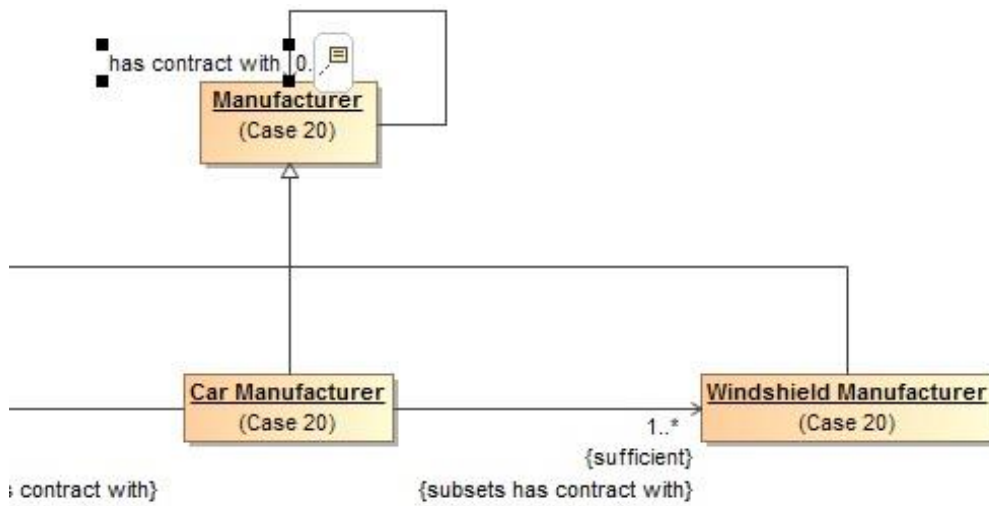 has contract with 0.
Manufacturer
(Case 20)
Car Manufacturer
(Case 20)
Windshield Manufacturer
(Case 20)
1..*
{sufficient}
contract with}
{subsets has contract with}